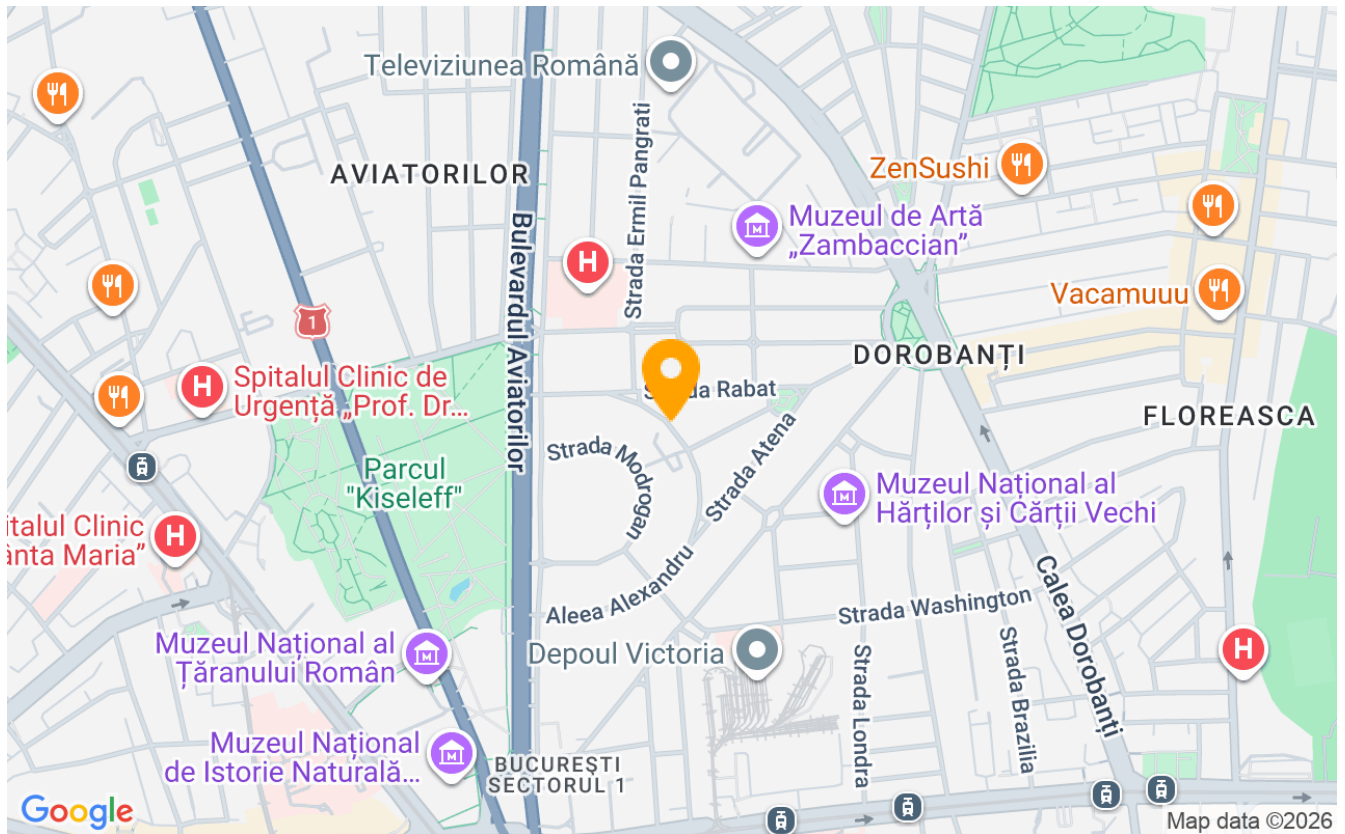 Televiziunea Română
AVIATORILOR
Strada Ermil Pangrati
ZenSushi
Muzeul de Artă
„Zambaccian”
Bulevardul Aviatorilor
H
Vacamuuu
1
DOROBANȚI
H
Spitalul Clinic de
Urgență „Prof. Dr...
Rabat
FLOREASCA
Parcul
"Kiseleff"
Strada Modrogan
Strada Atena
Muzeul Național al
Hărților și Cărții Vechi
Clinic
Maria”
H
Aleea Alexandru
Strada Washington
Calea Dorobanți
Muzeul Național al
Țăranului Român
Depoul Victoria
Strada Londra
Strada Brazilia
H
Muzeul Național
de Istorie Naturală...
BUCUREȘTI
SECTORUL 1
Google
Map data ©2026